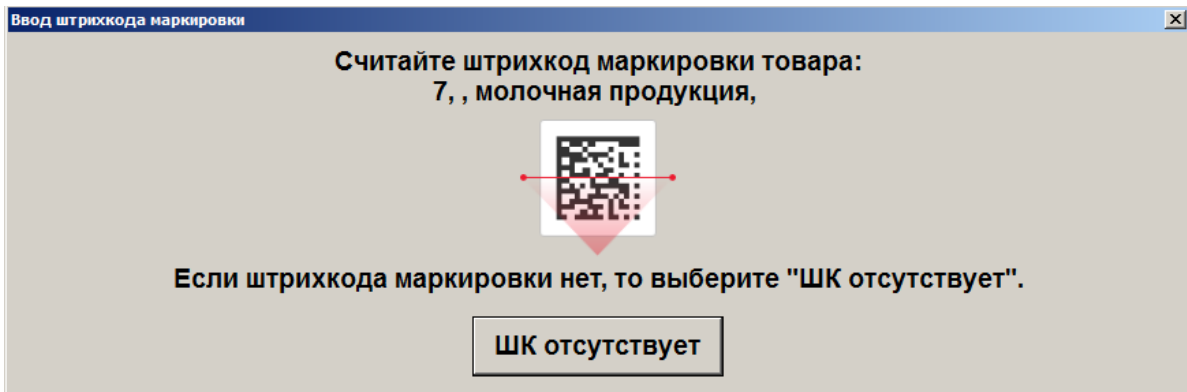 Ввод штрихкода маркировки
Считайте штрихкод маркировки товара:
7, , молочная продукция,
Если штрихкода маркировки нет, то выберите "ШК отсутствует".
ШК отсутствует